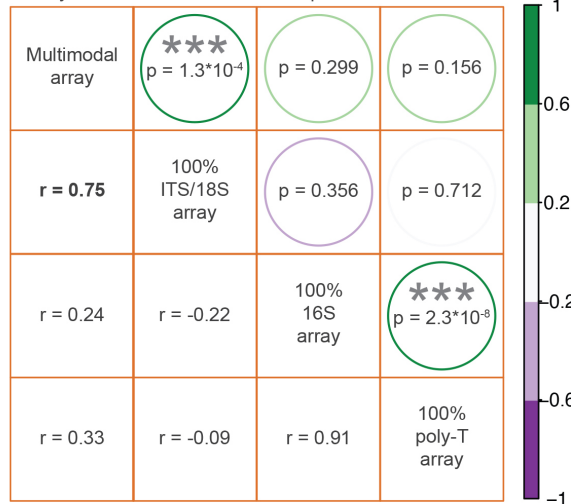 Multimodal
array
***
p = 1.3*10-4
p = 0.299
p = 0.156
r = 0.75
100%
ITS/18S
array
p = 0.356
p = 0.712
r = 0.24
r = -0.22
100%
16S
array
***
p = 2.3*10-8
r = 0.33
r = -0.09
r = 0.91
100%
poly-T
array
1
0.6
0.2
-0.2
-0.6
-1